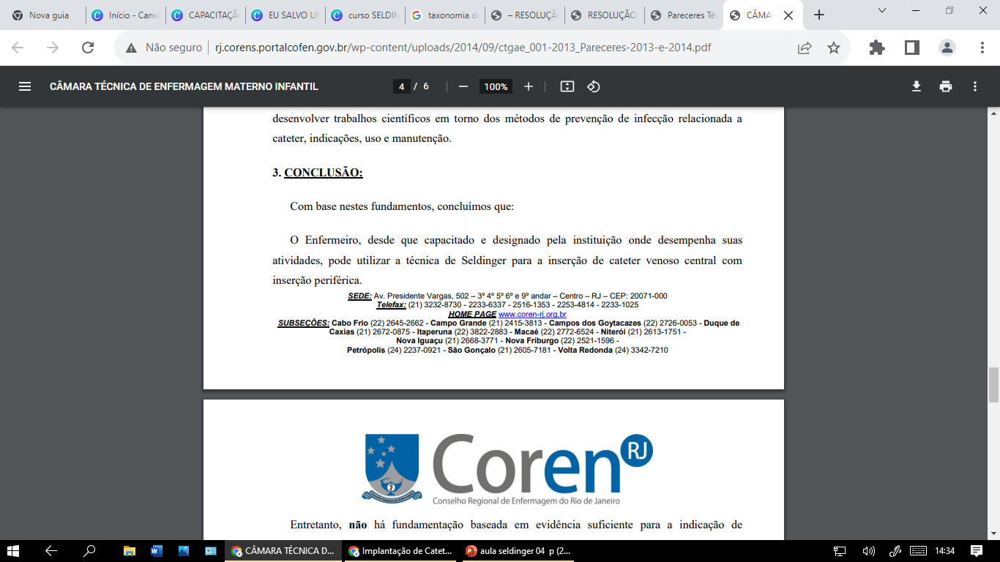 Nova guia
Início - Canva
CAPACITAÇÃ
EU SALVO UM
curso SELDIN
taxonomia d
– RESOLUÇÃ
RESOLUÇÃO
Pareceres Té
CÂMA
Não seguro
rj.corens.portalcofen.gov.br/wp-content/uploads/2014/09/ctgae_001-2013_Pareceres-2013-e-2014.pdf
CÂMARA TÉCNICA DE ENFERMAGEM MATERNO INFANTIL
4 / 6
100%
desenvolver trabalhos científicos em torno dos métodos de prevenção de infecção relacionada a
cateter, indicações, uso e manutenção.
3. CONCLUSÃO:
Com base nestes fundamentos, concluímos que:
O Enfermeiro, desde que capacitado e designado pela instituição onde desempenha suas
atividades, pode utilizar a técnica de Seldinger para a inserção de cateter venoso central com
inserção periférica.
SEDE: Av. Presidente Vargas, 502 – 3º 4º 5º 6º e 9º andar – Centro – RJ – CEP: 20071-000
Telefax: (21) 3232-8730 - 2233-6337 - 2516-1353 - 2253-4814 - 2233-1025
HOME PAGE www.coren-rj.org.br
SUBSEÇÕES: Cabo Frio (22) 2645-2662 - Campo Grande (21) 2415-3813 - Campos dos Goytacazes (22) 2726-0053 - Duque de
Caxias (21) 2672-0875 - Itaperuna (22) 3822-2883 - Macaé (22) 2772-6524 - Niterói (21) 2613-1751 -
Nova Iguaçu (21) 2668-3771 - Nova Friburgo (22) 2521-1596 -
Petrópolis (24) 2237-0921 - São Gonçalo (21) 2605-7181 - Volta Redonda (24) 3342-7210
Coren RJ
Conselho Regional de Enfermagem do Rio de Janeiro
Entretanto, não há fundamentação baseada em evidência suficiente para a indicação de
CÂMARA TÉCNICA D...
Implantação de Catet...
aula seldinger 04 p (2...
14:34